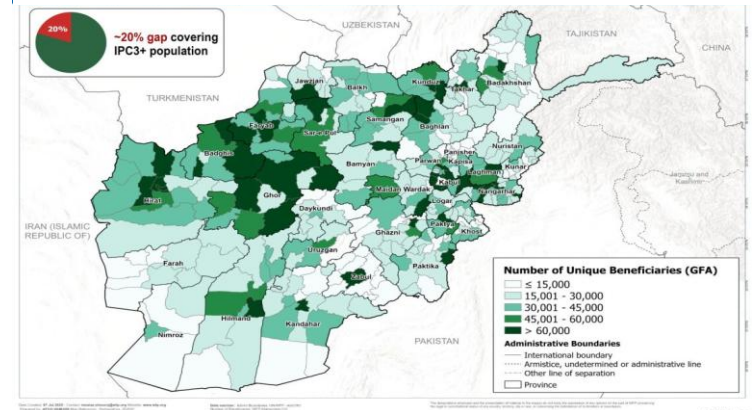 20%
~20% gap covering
IPC3+ population
UZBEKISTAN
TAJIKISTAN
CHINA
TURKMENISTAN
Jawzjan
Balkh
Kunduz
Takhar
Badakhshan
Faryab
Sar-e-Pul
Samangan
Baghlan
Badghis
Bamyan
Panjsher
Nuristan
Parwan
Kapisa
Kunar
Laghman
Kabul
Nangarhar
Maidan Wardak
Hirat
Ghor
Daykundi
Logar
IRAN (ISLAMIC
REPUBLIC OF)
Ghazni
Paktya
Khost
Uruzgan
Farah
Paktika
Zabul
Hilmand
Kandahar
Nimroz
PAKISTAN
Jammu and
Kashmir
Number of Unique Beneficiaries (GFA)
≤ 15,000
15,001 - 30,000
30,001 - 45,000
45,001 - 60,000
> 60,000
Administrative Boundaries
International boundary
Armistice, undetermined or administrative line
Other line of separation
Province